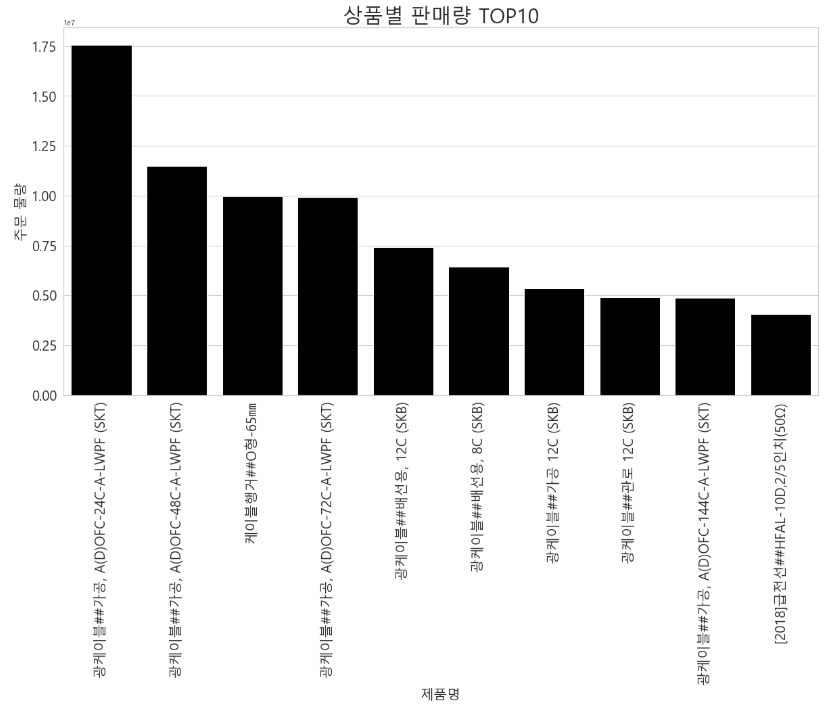 상품별 판매량 TOP10
1e7
1.75
1.50
1.25
1.00
0.75
0.50
0.25
0.00
주문 물량
광케이블##가공, A(D)OFC-24C-A-LWPF (SKT)
광케이블##가공, A(D)OFC-48C-A-LWPF (SKT)
케이블행거##O형-65㎜
광케이블##가공, A(D)OFC-72C-A-LWPF (SKT)
광케이블##배선용, 12C (SKB)
광케이블##배선용, 8C (SKB)
광케이블##가공 12C (SKB)
광케이블##관로 12C (SKB)
광케이블##가공, A(D)OFC-144C-A-LWPF (SKT)
[2018]급전선##HFAL-10D,2/5인치(50Ω)
제품명